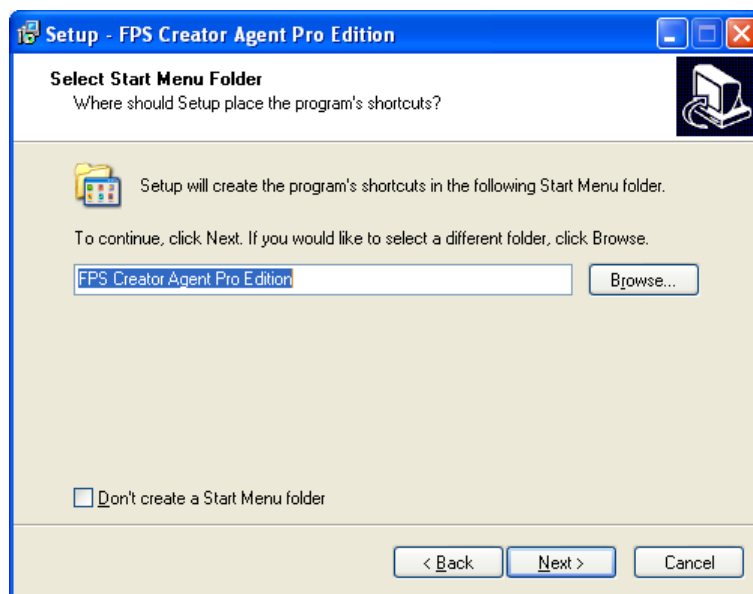 Setup - FPS Creator Agent Pro Edition
Select Start Menu Folder
Where should Setup place the program's shortcuts?
Setup will create the program's shortcuts in the following Start Menu folder.
To continue, click Next. If you would like to select a different folder, click Browse.
FPS Creator Agent Pro Edition
Browse...
Don't create a Start Menu folder
< Back
Next >
Cancel